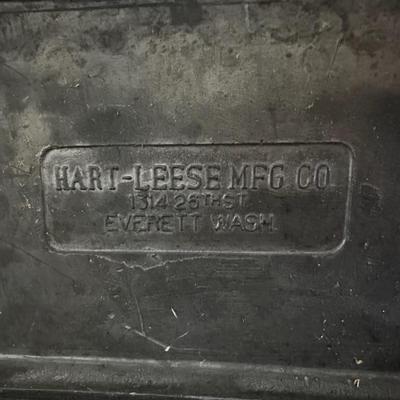 HART-LEESE MFG CO
1314 26TH ST.
EVERETT WASH.